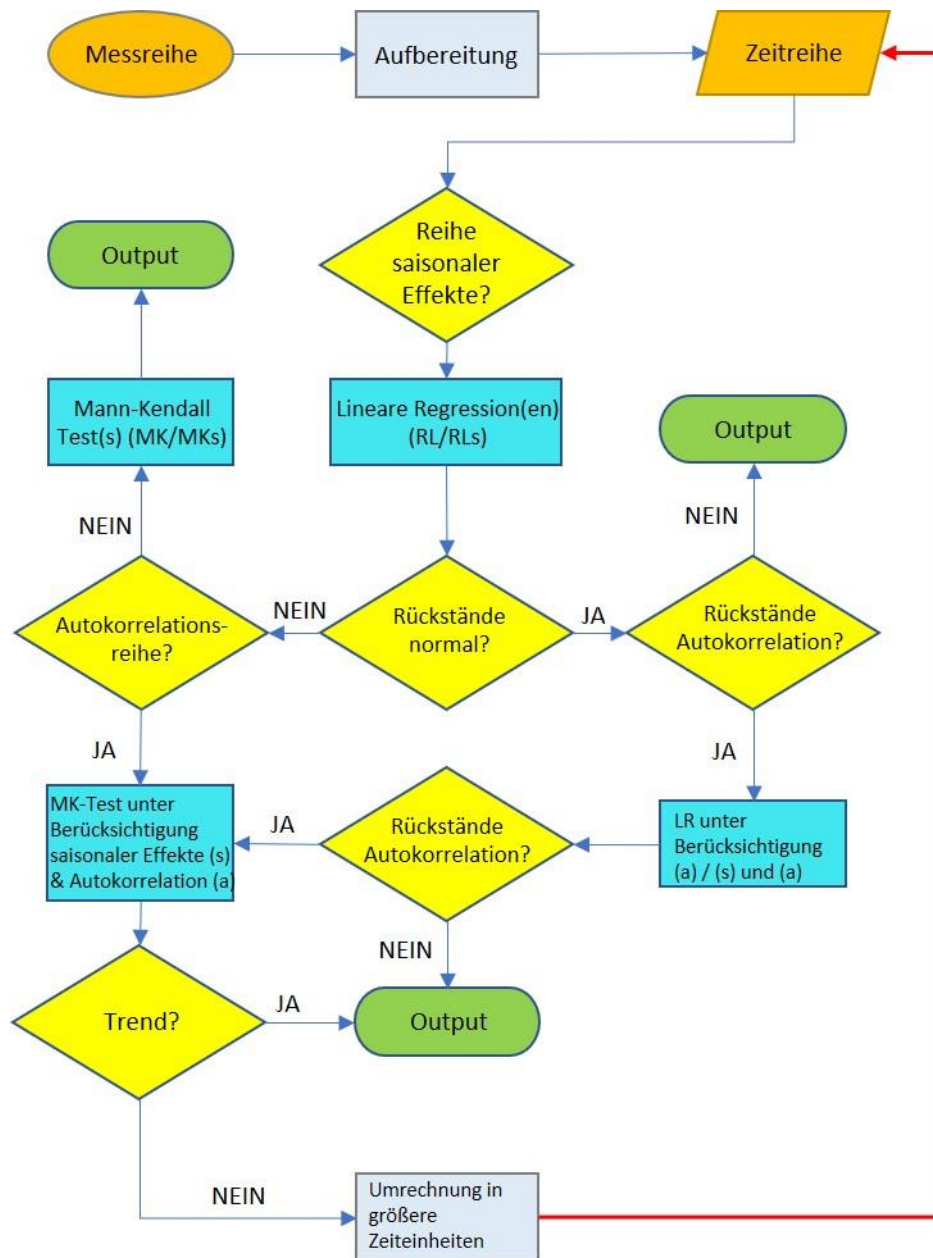 Messreihe
Aufbereitung
Zeitreihe
Reihe
saisonaler
Effekte?
Output
Mann-Kendall
Test(s) (MK/MKs)
Lineare Regression(en)
(RL/RLs)
Output
NEIN
NEIN
Autokorrelations-
reihe?
NEIN
Rückstände
normal?
JA
Rückstände
Autokorrelation?
JA
JA
MK-Test unter
Berücksichtigung
saisonaler Effekte (s)
& Autokorrelation (a)
JA
Rückstände
Autokorrelation?
LR unter
Berücksichtigung
(a) / (s) und (a)
NEIN
Trend?
JA
Output
NEIN
Umrechnung in
größere
Zeiteinheiten